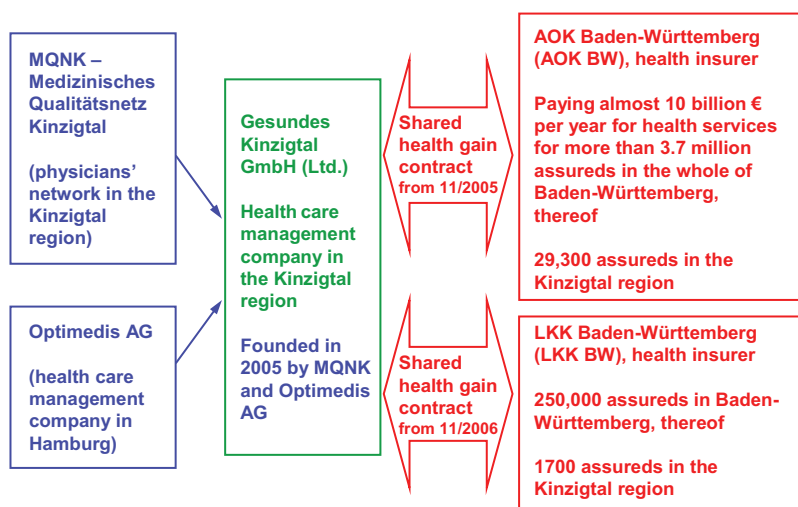 MQNK –
Medizinisches
Qualitätsnetz
Kinzigtal
(physicians’
network in the
Kinzigtal
region)
Optimedis AG
(health care
management
company in
Hamburg)
Gesundes
Kinzigtal
GmbH (Ltd.)
Health care
management
company in
the Kinzigtal
region
Founded in
2005 by MQNK
and Optimedis
AG
Shared
health gain
contract
from 11/2005
Shared
health gain
contract
from 11/2006
AOK Baden-Württemberg
(AOK BW), health insurer
Paying almost 10 billion €
per year for health services
for more than 3.7 million
assureds in the whole of
Baden-Württemberg,
thereof
29,300 assureds in the
Kinzigtal region
LKK Baden-Württemberg
(LKK BW), health insurer
250,000 assureds in Baden-
Württemberg, thereof
1700 assureds in the
Kinzigtal region